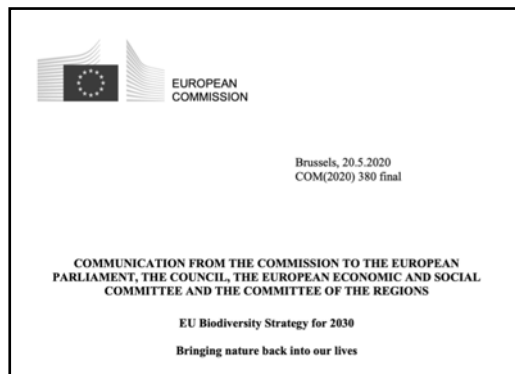 EUROPEAN
COMMISSION
Brussels, 20.5.2020
COM(2020) 380 final
COMMUNICATION FROM THE COMMISSION TO THE EUROPEAN
PARLIAMENT, THE COUNCIL, THE EUROPEAN ECONOMIC AND SOCIAL
COMMITTEE AND THE COMMITTEE OF THE REGIONS
EU Biodiversity Strategy for 2030
Bringing nature back into our lives